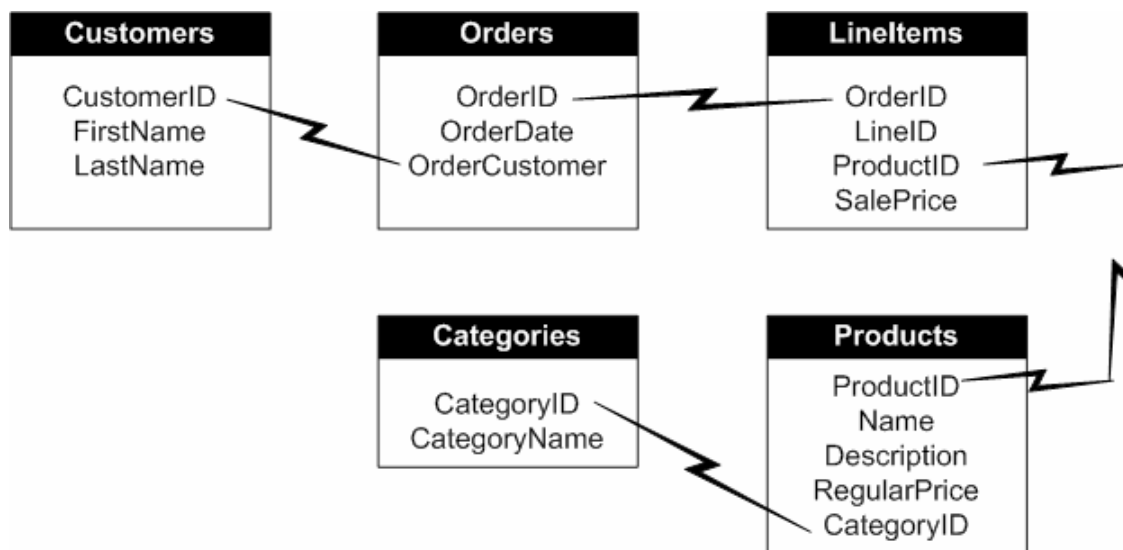 Customers
CustomerID
FirstName
LastName
Orders
OrderID
OrderDate
OrderCustomer
LineItems
OrderID
LineID
ProductID
SalePrice
Categories
CategoryID
CategoryName
Products
ProductID
Name
Description
RegularPrice
CategoryID